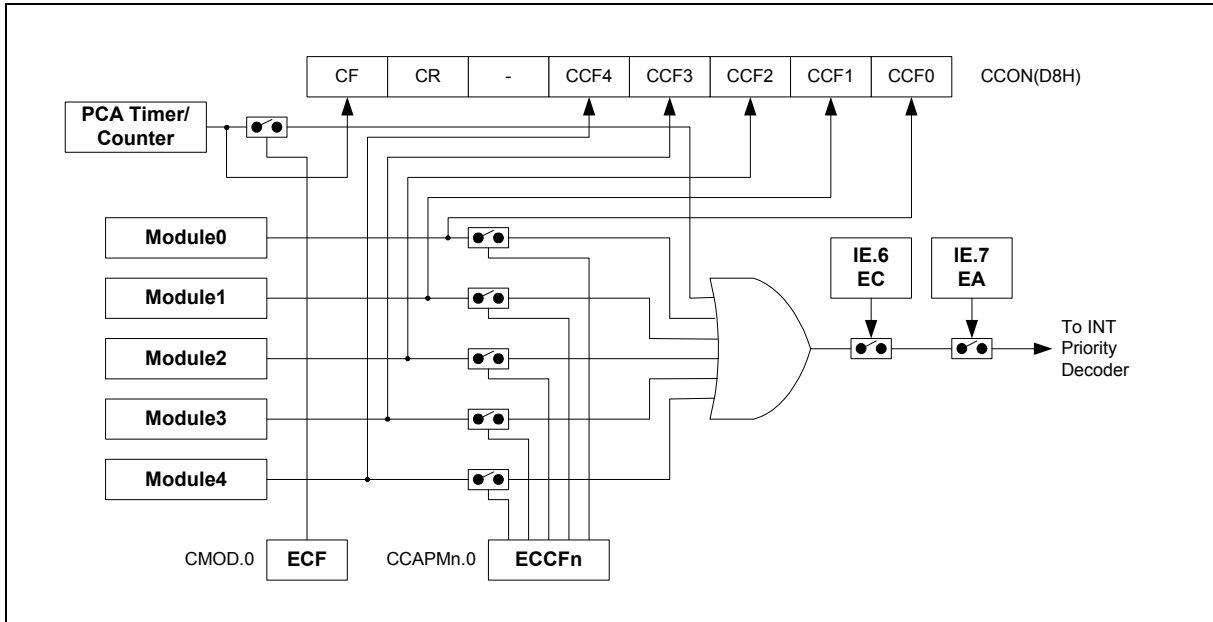 CF CR - CCF4 CCF3 CCF2 CCF1 CCF0 CCON(D8H)
PCA Timer/
Counter
Module0
Module1
Module2
Module3
Module4
IE.6
EC
IE.7
EA
To INT
Priority
Decoder
CMOD.0 ECF
CCAPMn.0 ECCFn